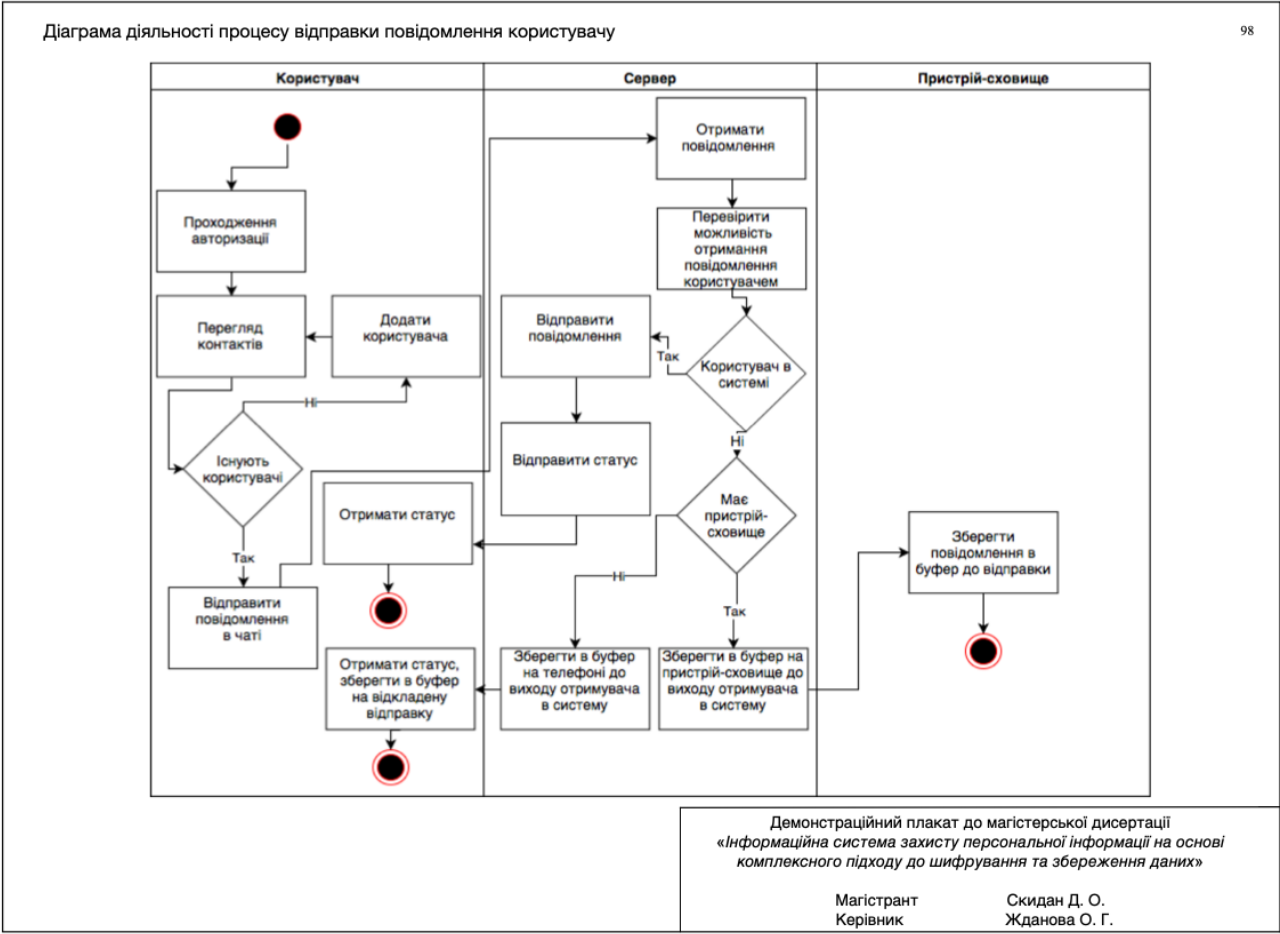 Діаграма діяльності процесу відправки повідомлення користувачу
98
Користувач
Сервер
Пристрій-сховище
Отримати
повідомлення
Проходження
авторизації
Перевірити
можливість
отримання
повідомлення
користувачем
Перегляд
контактів
Додати
користувача
Відправити
повідомлення
Так
Користувач в
системі
Ні
Ні
Існують
користувачі
Відправити статус
Має
пристрій-
сховище
Отримати статус
Зберегти
повідомлення в
буфер до відправки
Так
Ні
Так
Відправити
повідомлення
в чаті
Отримати статус,
зберегти в буфер
на відкладену
відправку
Зберегти в буфер
на телефоні до
виходу отримувача
в систему
Зберегти в буфер на
пристрій-сховище до
виходу отримувача
в систему
Демонстраційний плакат до магістерської дисертації
«Інформаційна система захисту персональної інформації на основі
комплексного підходу до шифрування та збереження даних»
Магістрант Скидан Д. О.
Керівник Жданова О. Г.